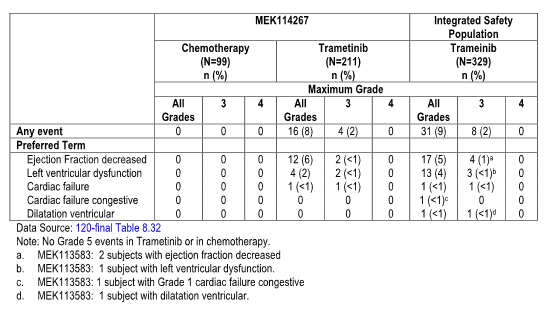 MEK114267 Integrated Safety
Population
Chemotherapy Trametinib Trameinib
(N=99) (N=211) (N=329)
n (%) n (%) n (%)
Maximum Grade
All Grades 3 4 All Grades 3 4 All Grades 3 4
Any event 0 0 0 16 (8) 4 (2) 0 31 (9) 8 (2) 0
Preferred Term
Ejection Fraction decreased 0 0 0 12 (6) 2 (<1) 0 17 (5) 4 (1)a 0
Left ventricular dysfunction 0 0 0 4 (2) 2 (<1) 0 13 (4) 3 (<1)b 0
Cardiac failure 0 0 0 1 (<1) 1 (<1) 0 1 (<1) 1 (<1) 0
Cardiac failure congestive 0 0 0 0 0 0 1 (<1)c 0 0
Dilatation ventricular 0 0 0 0 0 0 1 (<1) 1 (<1)d 0
Data Source: 120-final Table 8.32
Note: No Grade 5 events in Trametinib or in chemotherapy.
a. MEK113583: 2 subjects with ejection fraction decreased
b. MEK113583: 1 subject with left ventricular dysfunction.
c. MEK113583: 1 subject with Grade 1 cardiac failure congestive
d. MEK113583: 1 subject with dilatation ventricular.